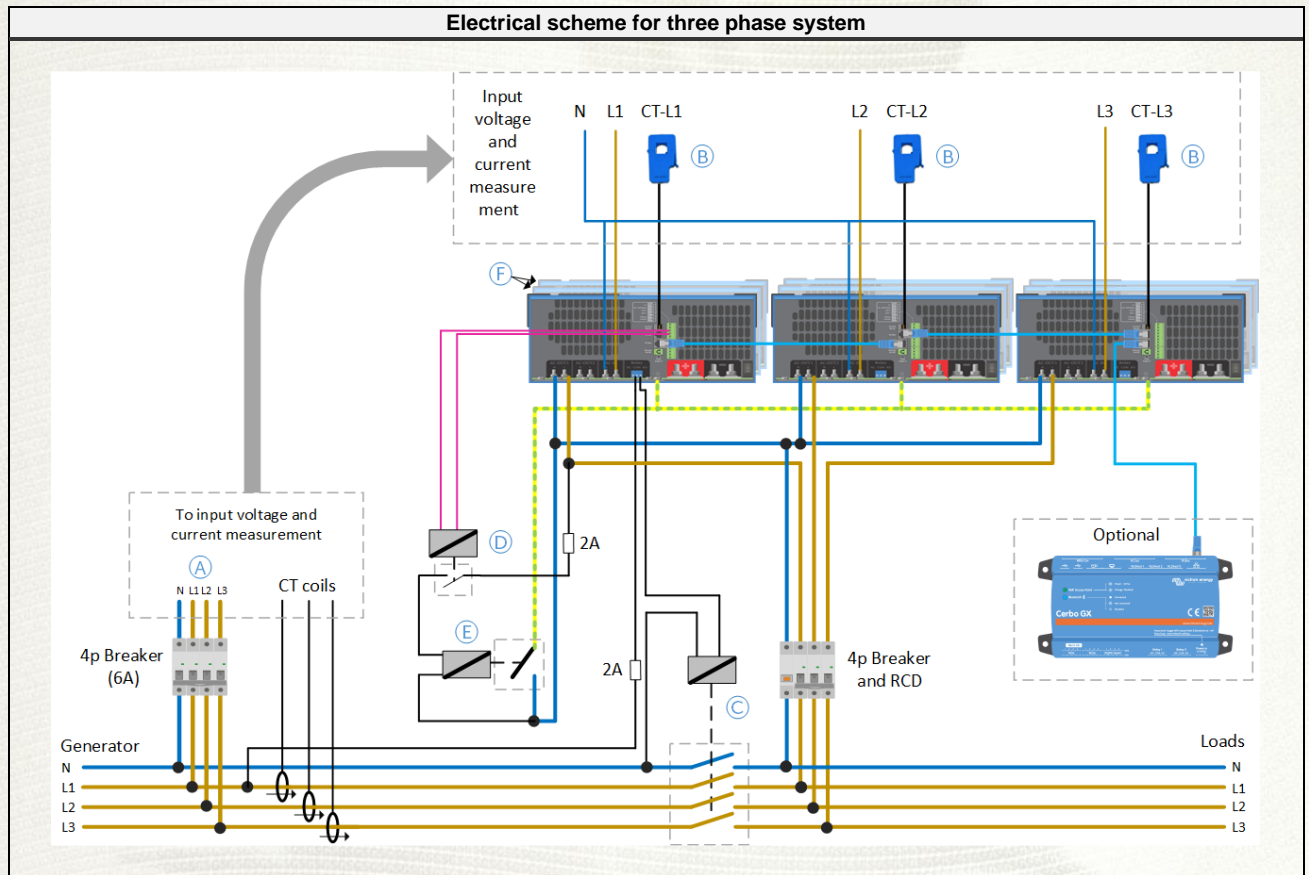 Electrical scheme for three phase system
Input
voltage
and
current
measure
ment
N L1 CT-L1
L2 CT-L2
L3 CT-L3
B
B
B
F
To input voltage and
current measurement
A
N L1 L2 L3
CT coils
4p Breaker
(6A)
D
2A
E
2A
C
4p Breaker
and RCD
Optional
victron energy
Cerbo GX
Generator
N
L1
L2
L3
Loads
N
L1
L2
L3